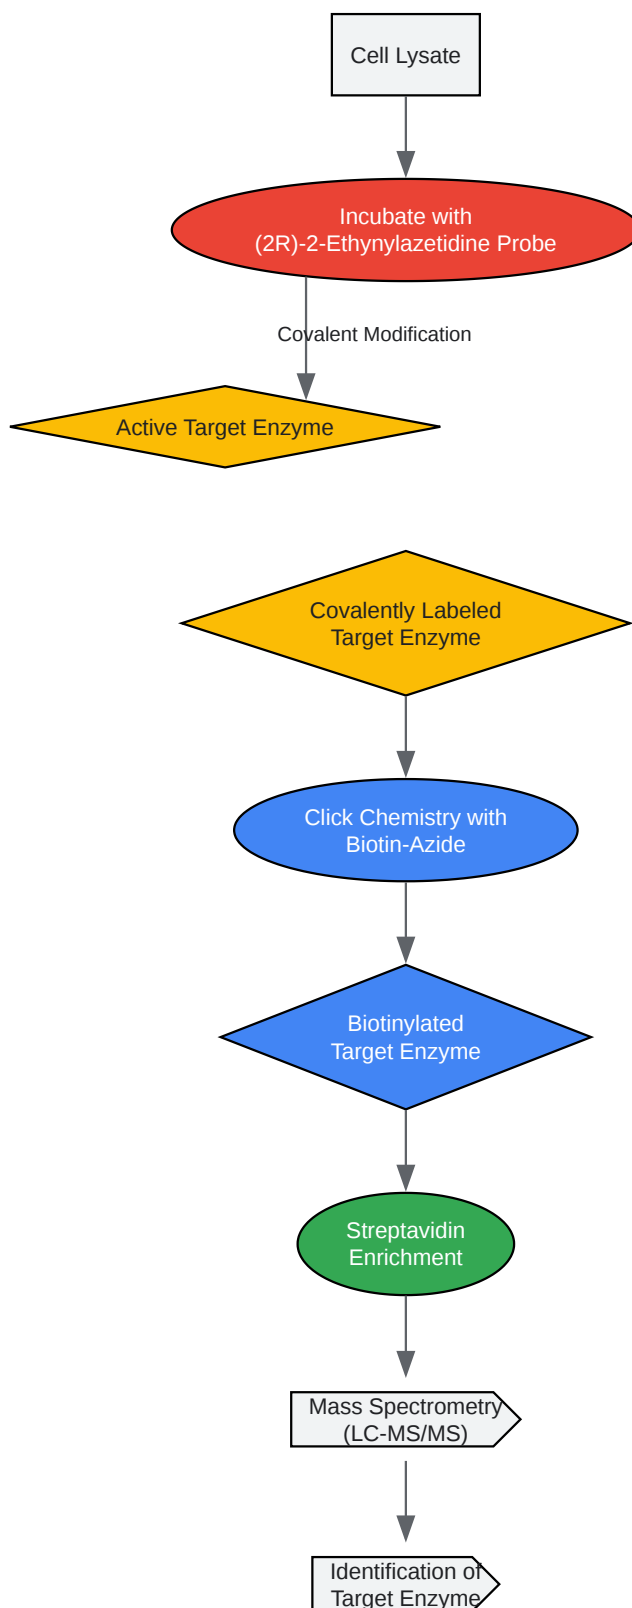 Cell Lysate
Incubate with
(2R)-2-Ethynylazetidine Probe
Covalent Modification
Active Target Enzyme
Covalently Labeled
Target Enzyme
Click Chemistry with
Biotin-Azide
Biotinylated
Target Enzyme
Streptavidin
Enrichment
Mass Spectrometry
(LC-MS/MS)
Identification of
Target Enzyme